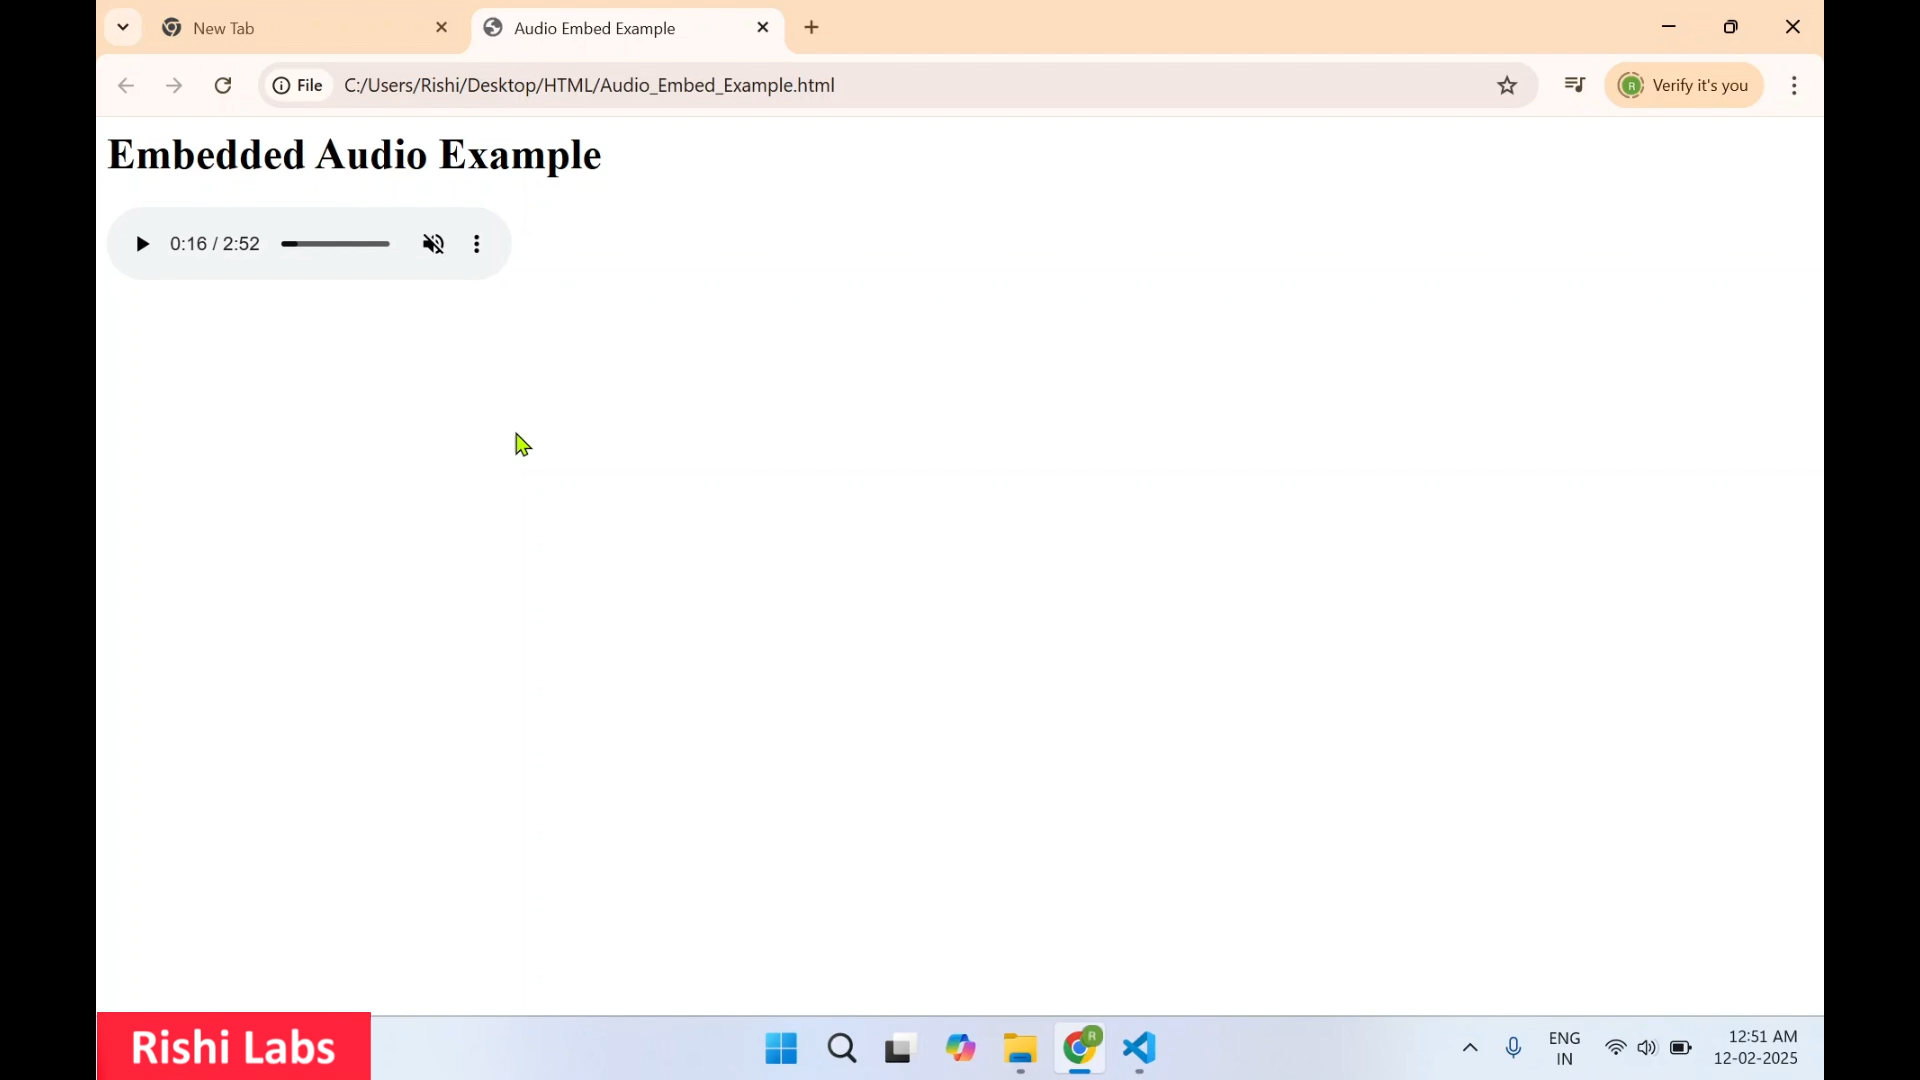 New Tab
Audio Embed Example
File
C:/Users/Rishi/Desktop/HTML/Audio_Embed_Example.html
R
Verify it's you
Embedded Audio Example
0:16 / 2:52
Rishi Labs
R
ENG
IN
12:51 AM
12-02-2025